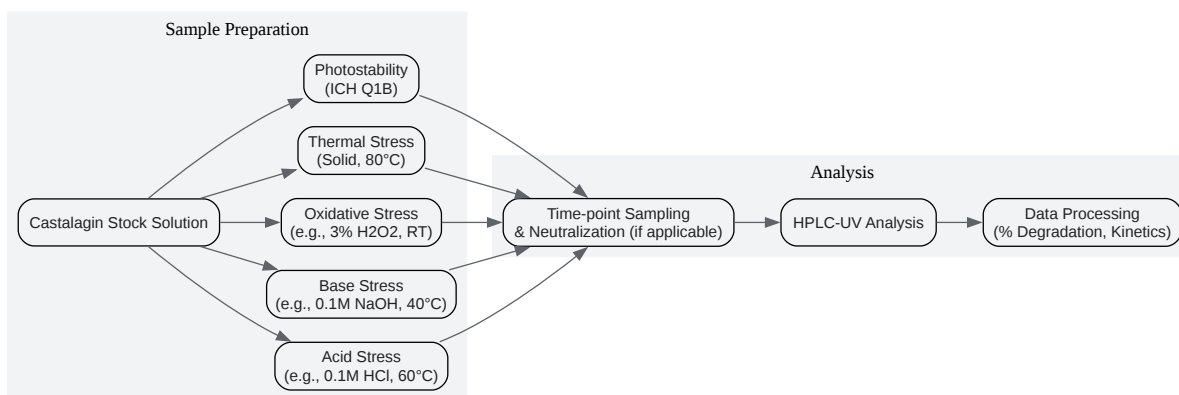 Sample Preparation
Photostability
(ICH Q1B)
Thermal Stress
(Solid, 80°C)
Castalagin Stock Solution
Oxidative Stress
(e.g., 3% H2O2, RT)
Base Stress
(e.g., 0.1M NaOH, 40°C)
Acid Stress
(e.g., 0.1M HCl, 60°C)
Analysis
Time-point Sampling
& Neutralization (if applicable)
HPLC-UV Analysis
Data Processing
(% Degradation, Kinetics)